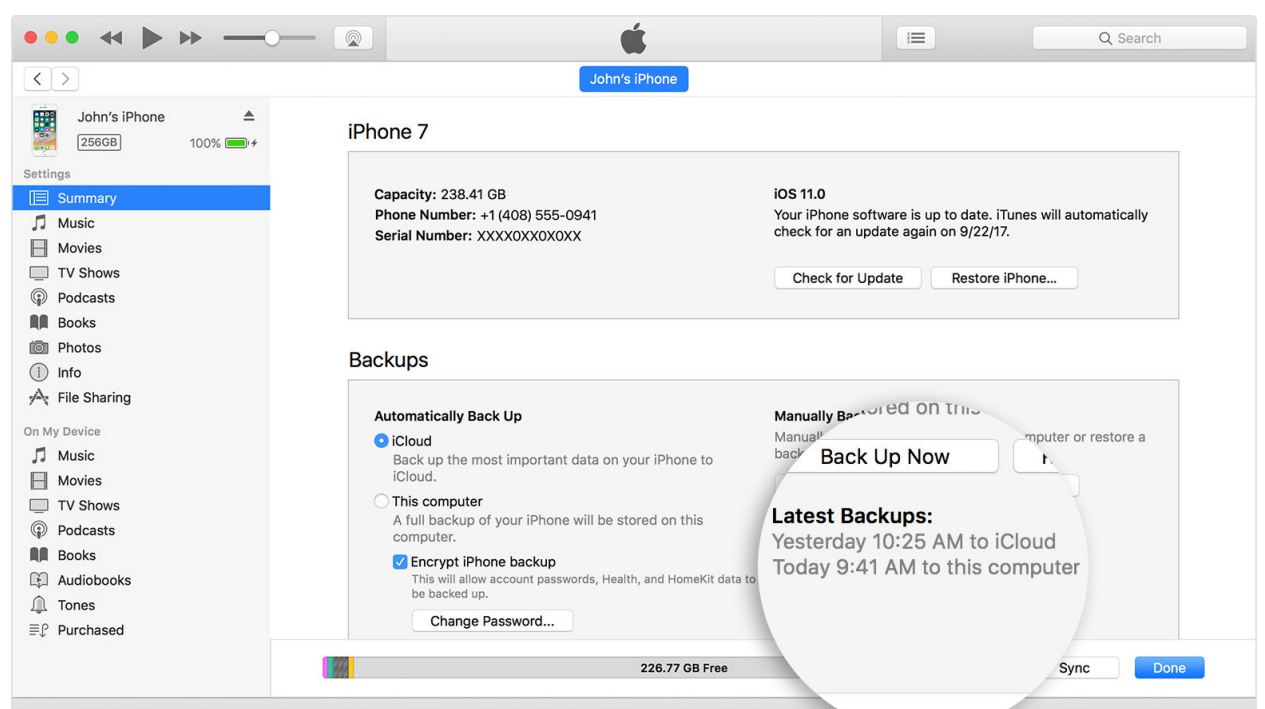 Search
John's iPhone
John's iPhone
256GB
100%
Settings
Summary
Music
Movies
TV Shows
Podcasts
Books
Photos
Info
File Sharing
On My Device
Music
Movies
TV Shows
Podcasts
Books
Audiobooks
Tones
Purchased
iPhone 7
Capacity: 238.41 GB
Phone Number: +1 (408) 555-0941
Serial Number: XXXX0XX0X0XX
iOS 11.0
Your iPhone software is up to date. iTunes will automatically
check for an update again on 9/22/17.
Check for Update
Restore iPhone...
Backups
Automatically Back Up
iCloud
Back up the most important data on your iPhone to
iCloud.
This computer
A full backup of your iPhone will be stored on this
computer.
Encrypt iPhone backup
This will allow account passwords, Health, and HomeKit data to
be backed up.
Change Password...
Manually
or restore a
on this
Back Up Now
Latest Backups:
Yesterday 10:25 AM to iCloud
Today 9:41 AM to this computer
226.77 GB Free
Sync
Done